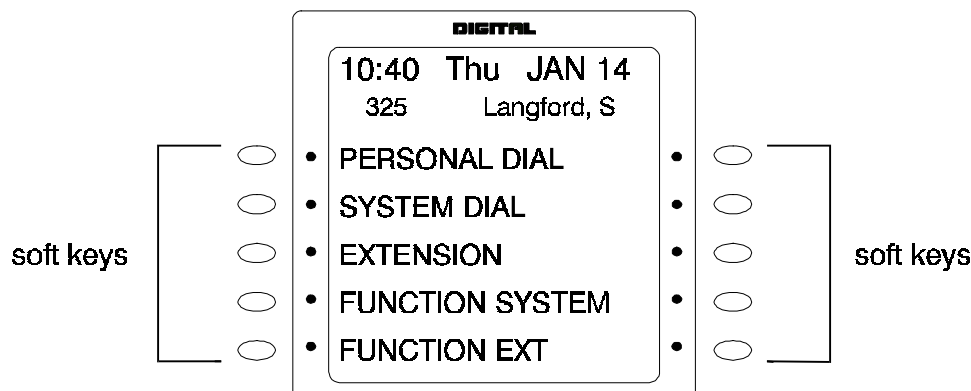 DIGITAL
10:40 Thu JAN 14
325 Langford, S
PERSONAL DIAL
SYSTEM DIAL
soft keys • EXTENSION • soft keys
FUNCTION SYSTEM
FUNCTION EXT